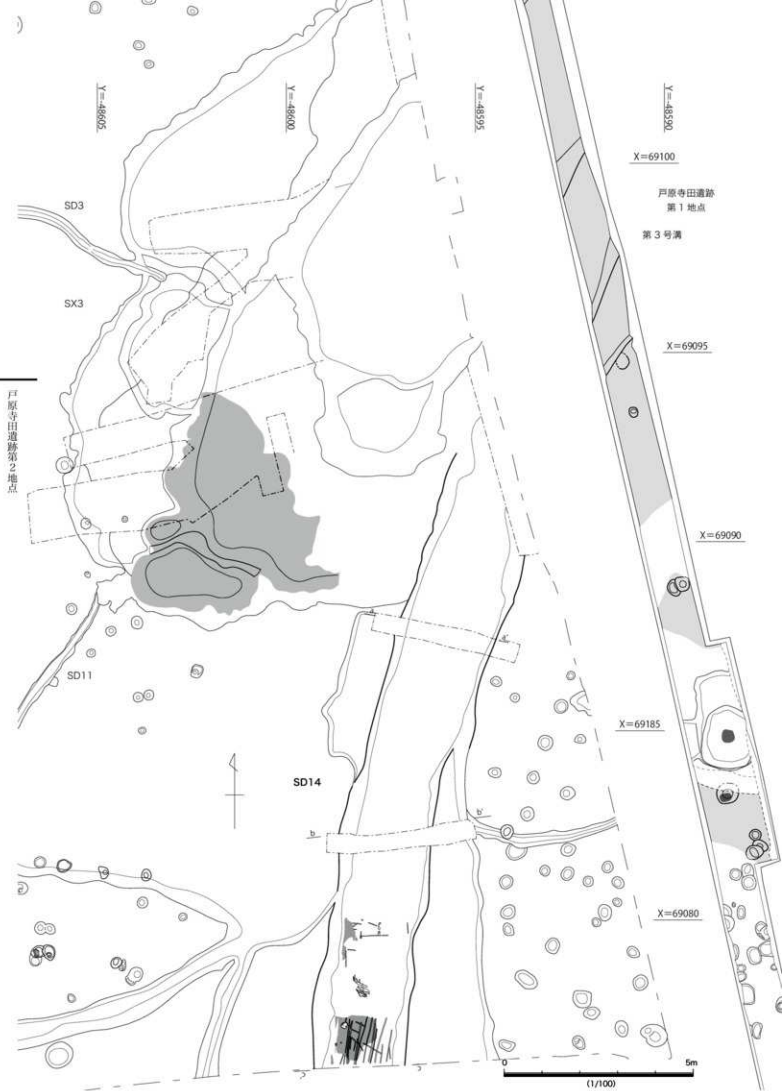 Y=-48605
Y=-48600
Y=-48595
Y=-48590
X=69100
戸原寺田遺跡
第1地点
第3号溝
SD3
SX3
X=69095
戸原寺田遺跡第2地点
X=69090
a
a'
SD11
X=69185
SD14
b
b'
X=69080
0
5m
(1/100)